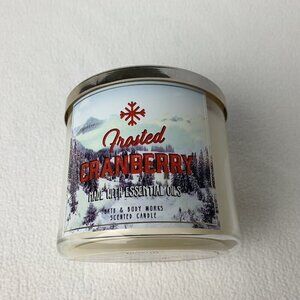 Frosted
CRANBERRY
MADE WITH ESSENTIAL OILS
BATH & BODY WORKS
SCENTED CANDLE